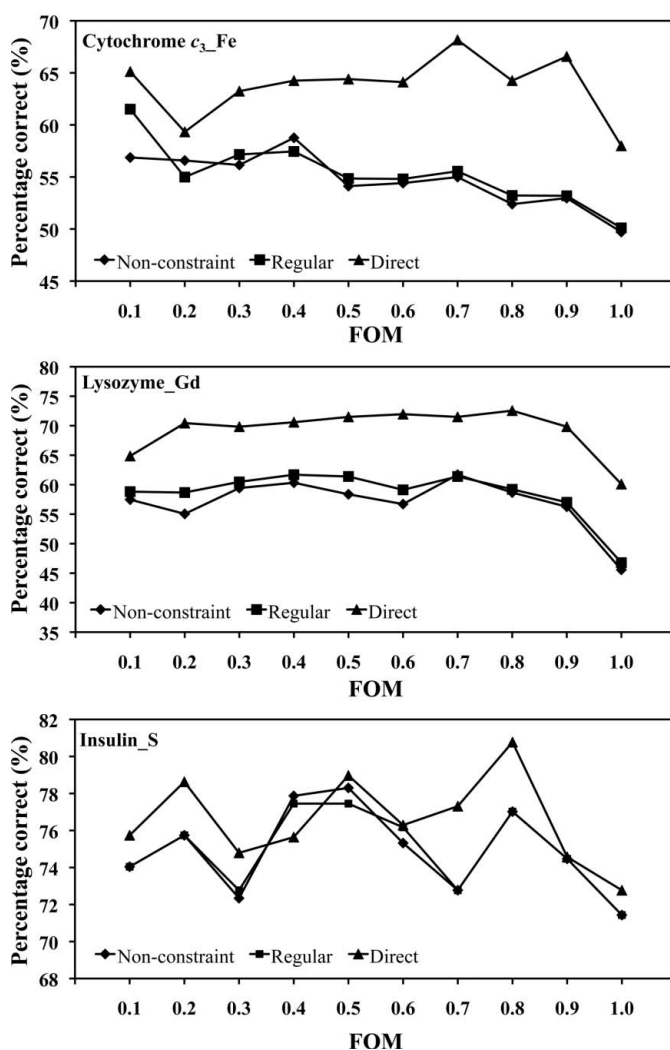 Cytochrome c₃_Fe
Percentage correct (%)
70
65
60
55
50
45
Non-constraint Regular Direct
0.1 0.2 0.3 0.4 0.5 0.6 0.7 0.8 0.9 1.0
FOM
Lysozyme_Gd
Percentage correct (%)
80
75
70
65
60
55
50
45
40
35
Non-constraint Regular Direct
0.1 0.2 0.3 0.4 0.5 0.6 0.7 0.8 0.9 1.0
FOM
Insulin_S
Percentage correct (%)
82
80
78
76
74
72
70
68
Non-constraint Regular Direct
0.1 0.2 0.3 0.4 0.5 0.6 0.7 0.8 0.9 1.0
FOM